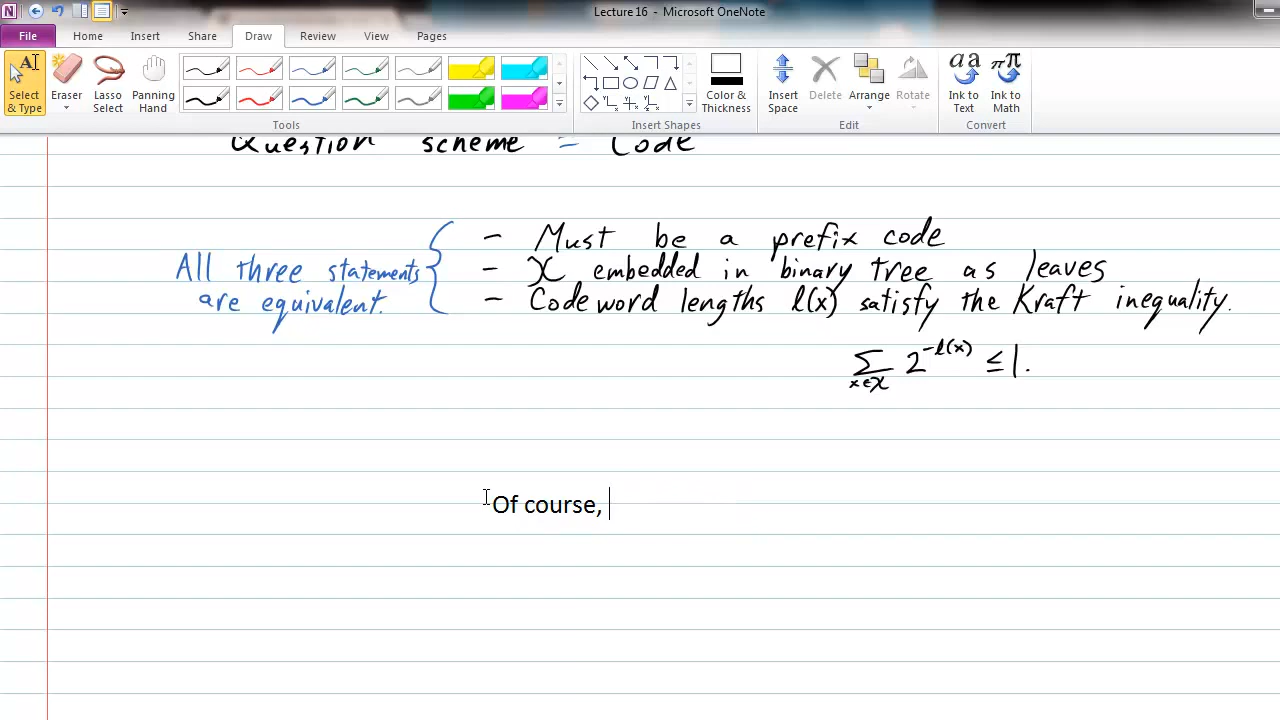 Lecture 16 - Microsoft OneNote
File Home Insert Share Draw Review View Pages
Select & Type
Eraser
Lasso Select
Panning Hand
Color & Thickness
Insert Space
Delete
Arrange
Rotate
Ink to Text
Ink to Math
Tools Insert Shapes Edit Convert
Question scheme = Code
- Must be a prefix code
All three statements are equivalent.
- 𝒳 embedded in binary tree as leaves
- Codeword lengths l(x) satisfy the Kraft inequality.
∑ x∈𝒳 2^-l(x) ≤ 1.
Of course,